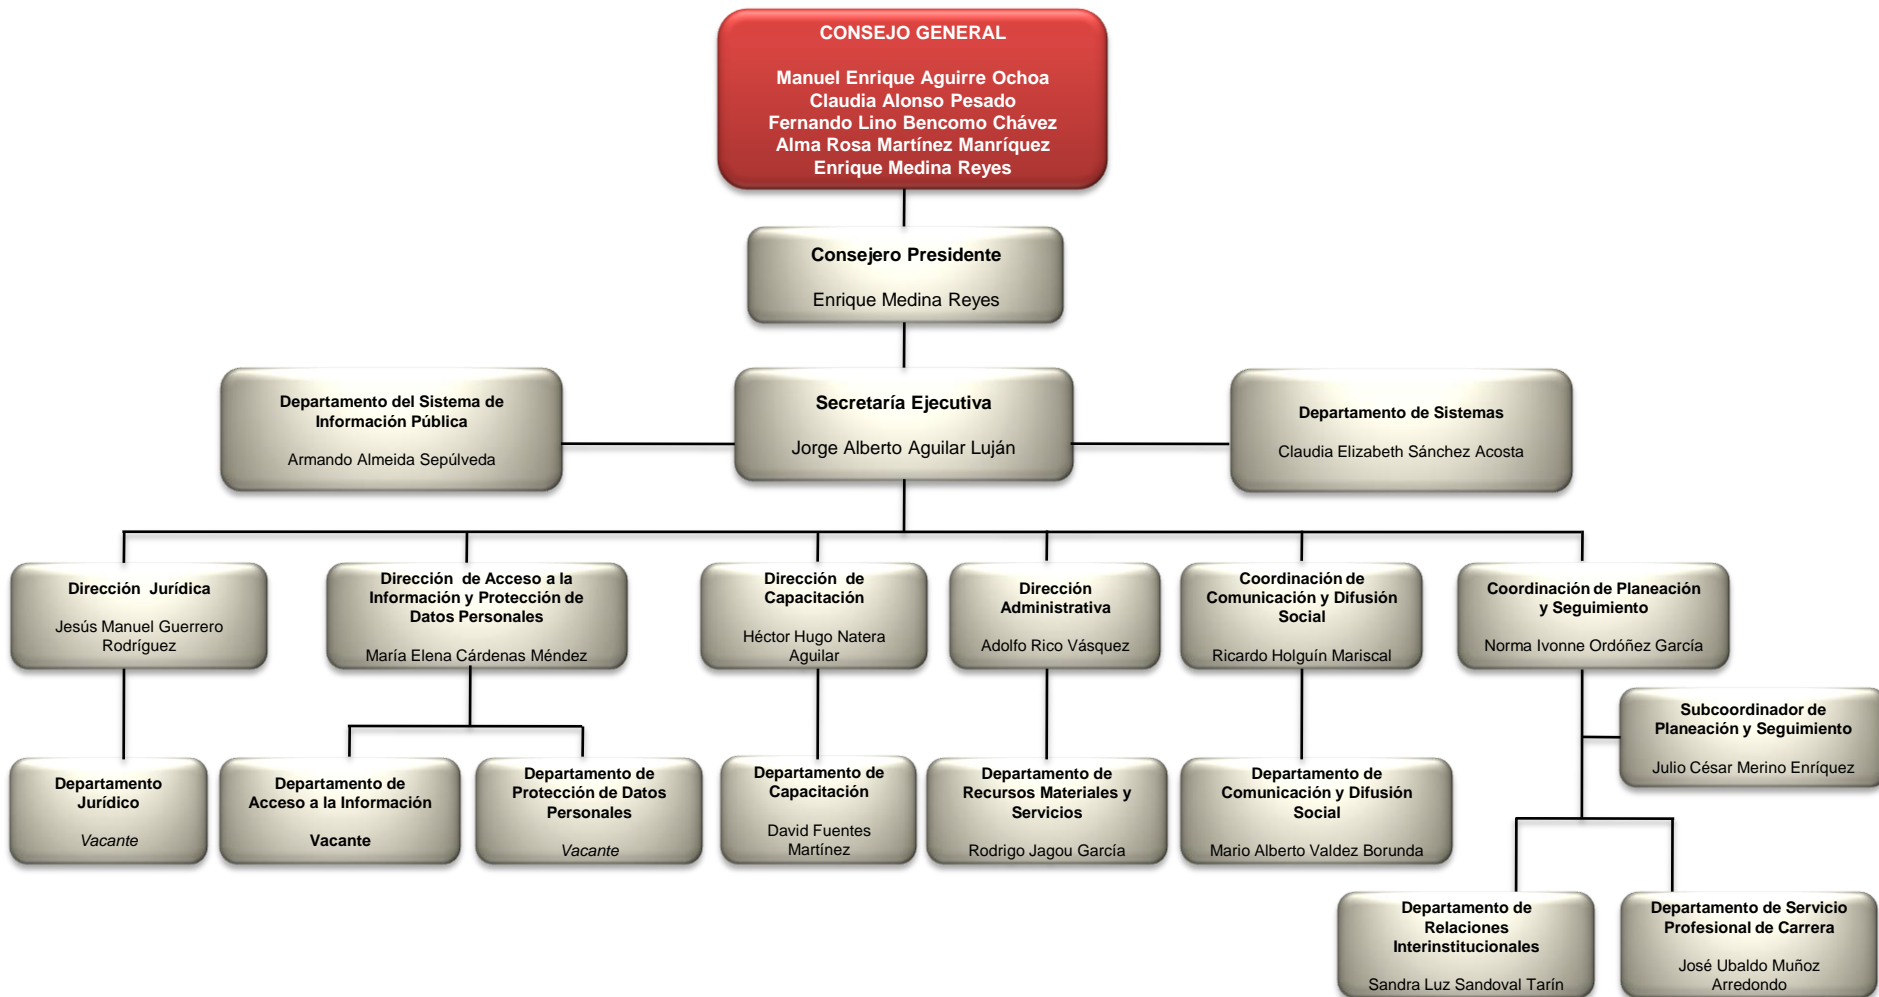 CONSEJO GENERAL
Manuel Enrique Aguirre Ochoa
Claudia Alonso Pesado
Fernando Lino Bencomo Chávez
Alma Rosa Martínez Manríquez
Enrique Medina Reyes
Consejero Presidente
Enrique Medina Reyes
Departamento del Sistema de
Información Pública
Armando Almeida Sepúlveda
Secretaría Ejecutiva
Jorge Alberto Aguilar Luján
Departamento de Sistemas
Claudia Elizabeth Sánchez Acosta
Dirección Jurídica
Jesús Manuel Guerrero
Rodríguez
Dirección de Acceso a la
Información y Protección de
Datos Personales
María Elena Cárdenas Méndez
Dirección de
Capacitación
Héctor Hugo Natera
Aguilar
Dirección
Administrativa
Adolfo Rico Vásquez
Coordinación de
Comunicación y Difusión
Social
Ricardo Holguín Mariscal
Coordinación de Planeación
y Seguimiento
Norma Ivonne Ordóñez García
Subcoordinador de
Planeación y Seguimiento
Julio César Merino Enríquez
Departamento
Jurídico
Vacante
Departamento de
Acceso a la Información
Vacante
Departamento de
Protección de Datos
Personales
Vacante
Departamento de
Capacitación
David Fuentes
Martínez
Departamento de
Recursos Materiales y
Servicios
Rodrigo Jagou García
Departamento de
Comunicación y Difusión
Social
Mario Alberto Valdez Borunda
Departamento de
Relaciones
Interinstitucionales
Sandra Luz Sandoval Tarín
Departamento de Servicio
Profesional de Carrera
José Ubaldo Muñoz
Arredondo